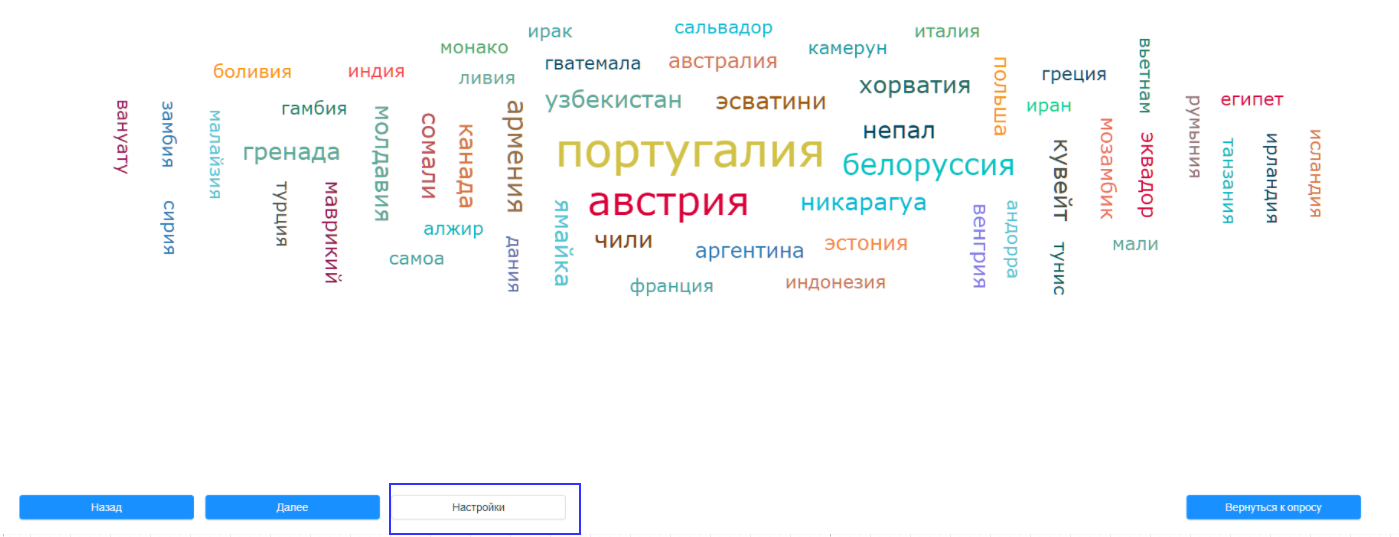 ирак
сальвадор
италия
монако
камерун
гватемала
австралия
боливия
индия
ливия
вьетнам
греция
польша
хорватия
узбекистан
эсватини
иран
египет
вануату
замбия
малайзия
гамбия
молдавия
сомали
канада
армения
португалия
непал
белоруссия
кувейт
мозамбик
эквадор
румыния
танзания
ирландия
исландия
гренада
турция
маврикий
сирия
австрия
никарагуа
ямайка
алжир
чили
аргентина
эстония
венгрия
андорра
тунис
мали
самоа
дания
франция
индонезия
Назад
Далее
Настройки
Вернуться к опросу